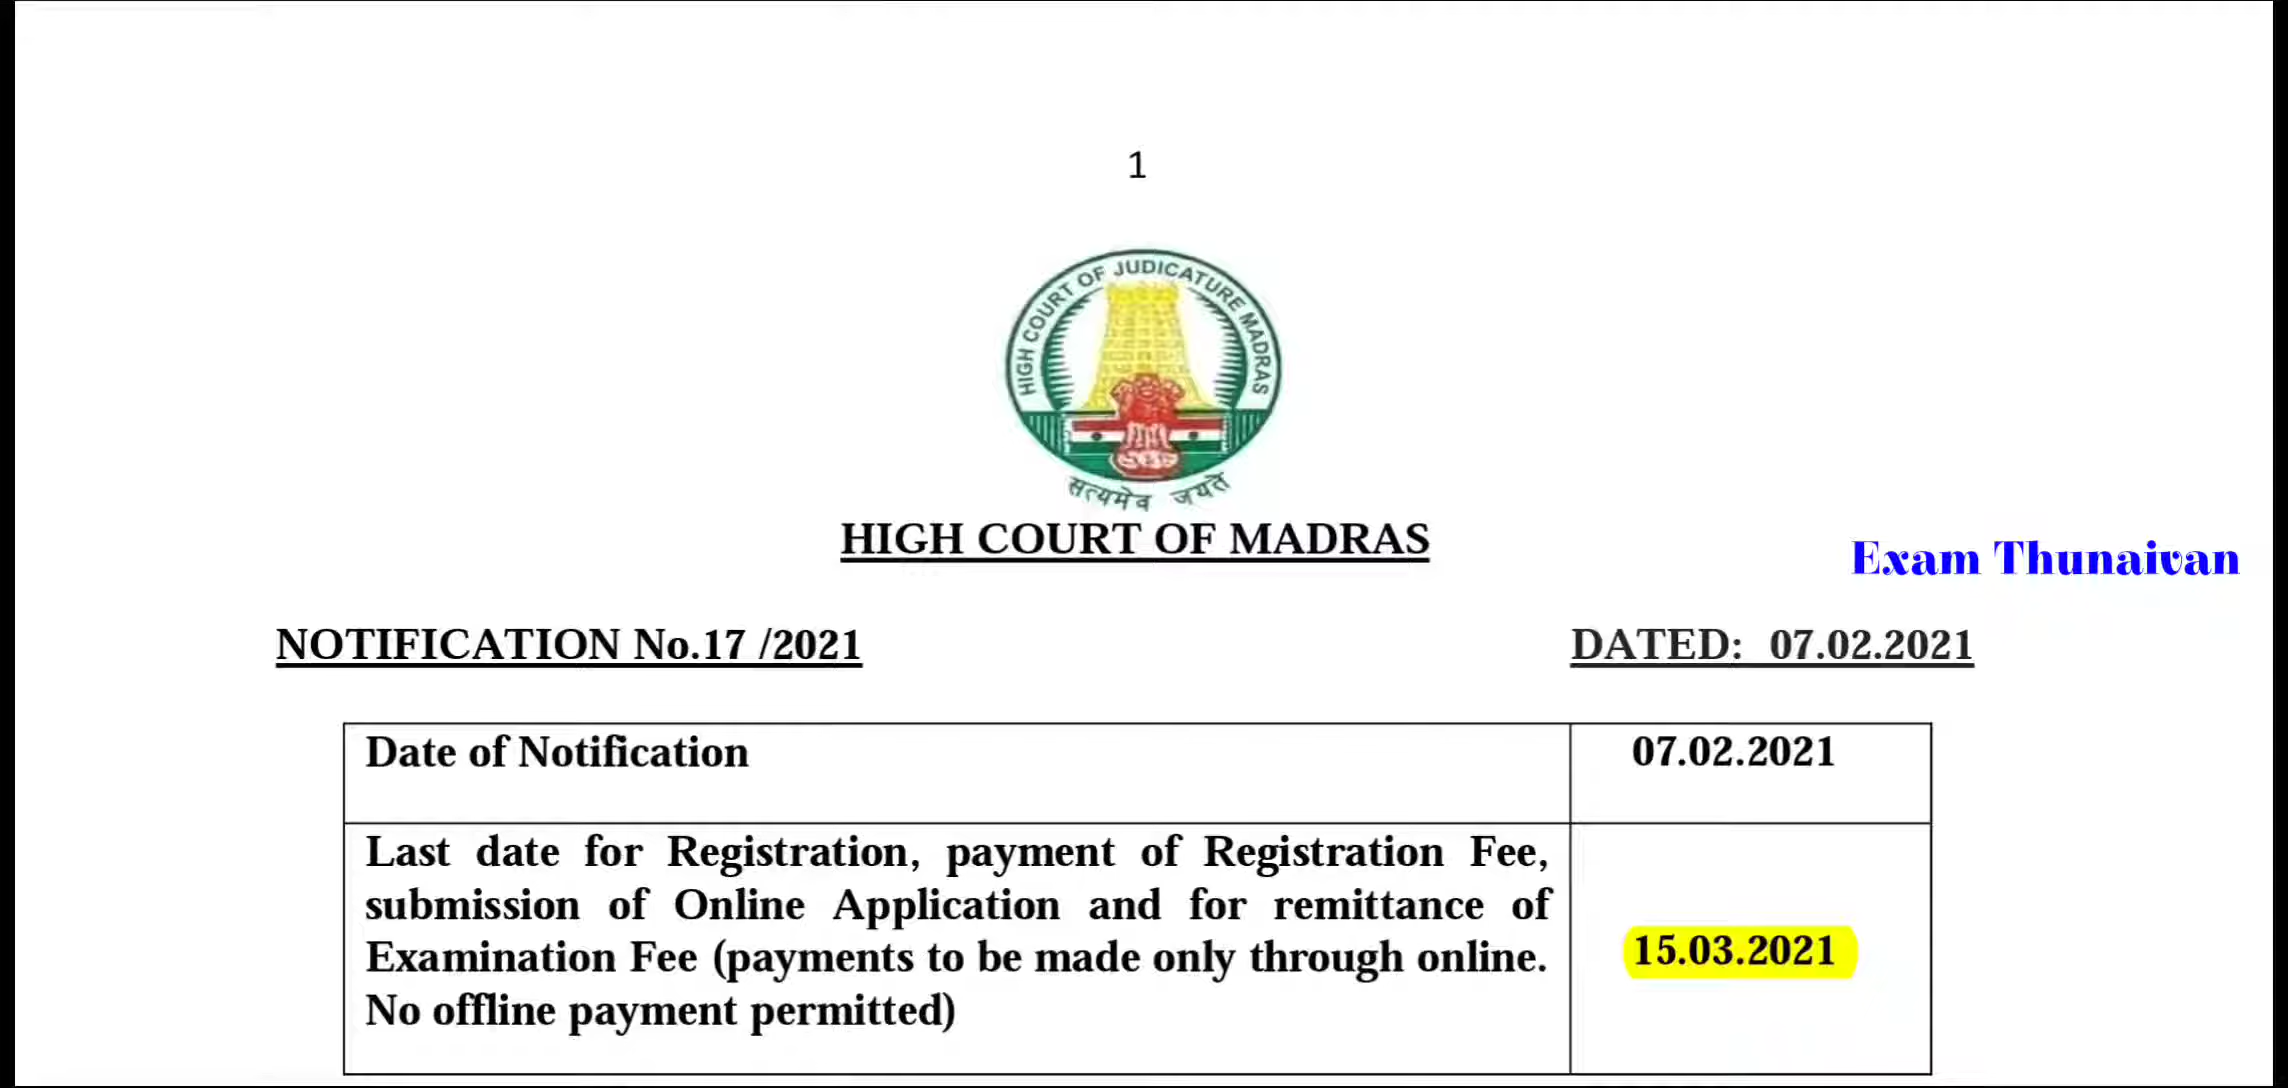 1
HIGH COURT OF JUDICATURE MADRAS
सत्यमेव जयते
HIGH COURT OF MADRAS
Exam Thunaivan
NOTIFICATION No.17 /2021 DATED: 07.02.2021
Date of Notification 07.02.2021
Last date for Registration, payment of Registration Fee,
submission of Online Application and for remittance of
Examination Fee (payments to be made only through online.
No offline payment permitted)
15.03.2021